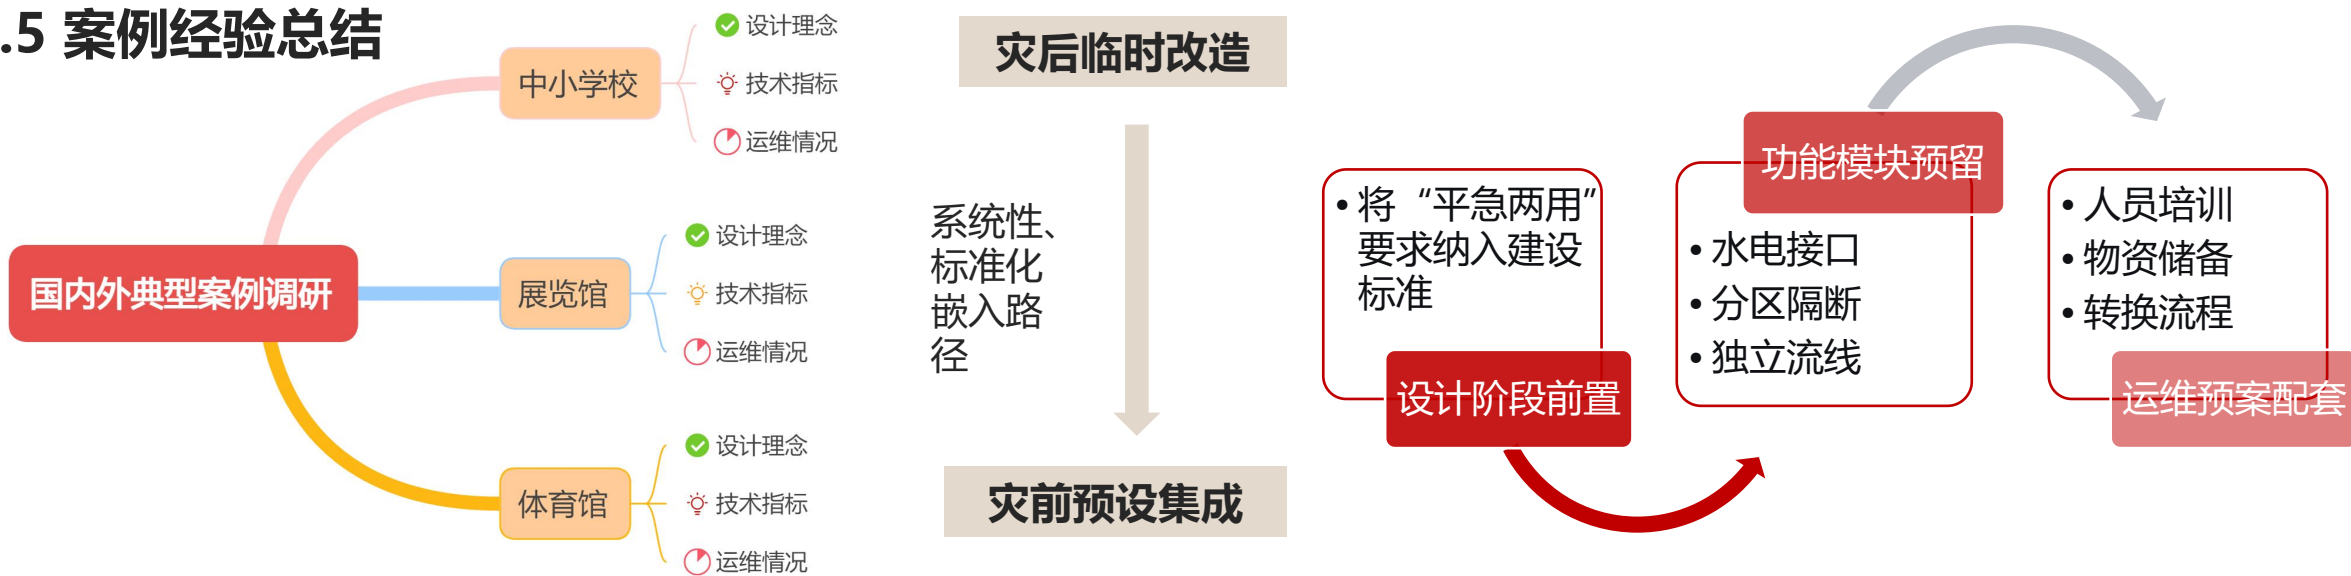 .5 案例经验总结
国内外典型案例调研
中小学校
设计理念
技术指标
运维情况
展览馆
设计理念
技术指标
运维情况
体育馆
设计理念
技术指标
运维情况
灾后临时改造
系统性、
标准化
嵌入路
径
灾前预设集成
• 将“平急两用”
要求纳入建设
标准
设计阶段前置
功能模块预留
• 水电接口
• 分区隔断
• 独立流线
• 人员培训
• 物资储备
• 转换流程
运维预案配套